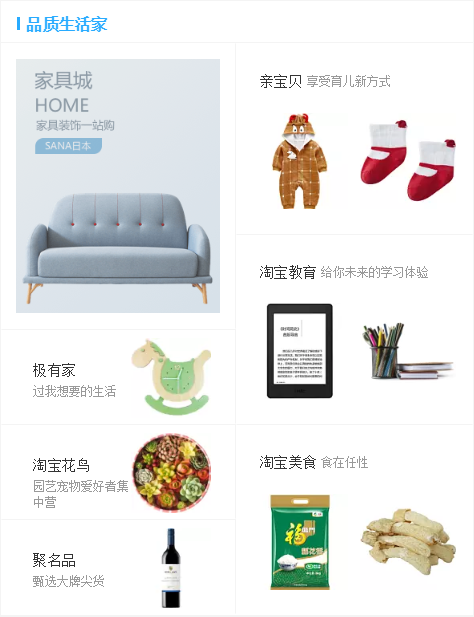 品质生活家
家具城
HOME
家具装饰一站购
SANA日本
亲宝贝 享受育儿新方式
淘宝教育 给你未来的学习体验
极有家
过我想要的生活
淘宝花鸟
园艺宠物爱好者集
中营
淘宝美食 食在任性
福
聚名品
甄选大牌尖货